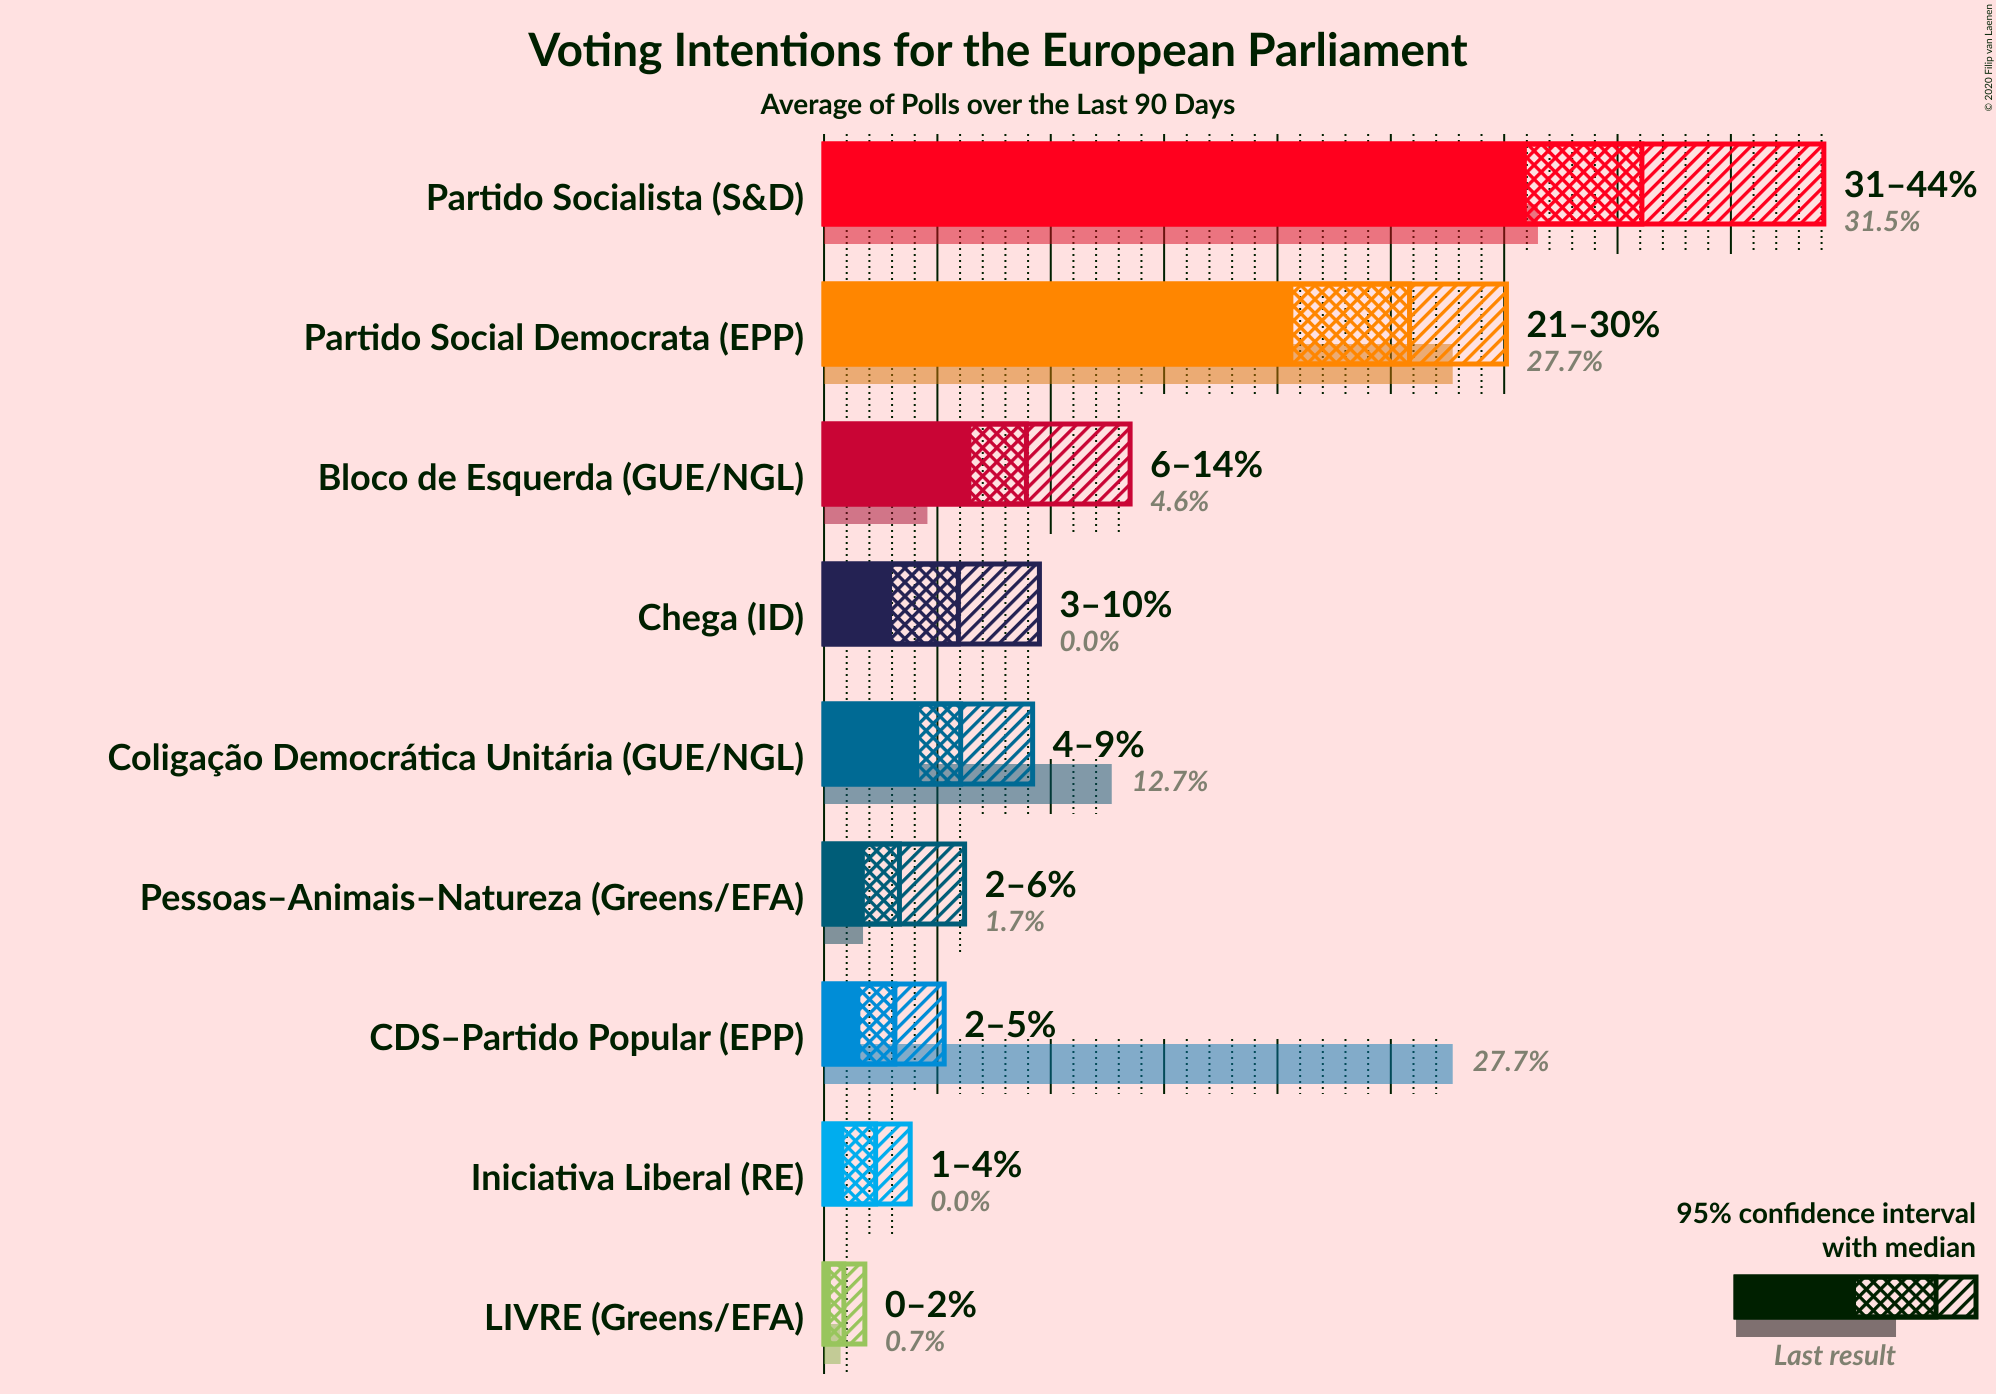 Voting Intentions for the European Parliament
Average of Polls over the Last 90 Days
© 2020 Filip van Laenen
Partido Socialista (S&D)
31–44%
31.5%
Partido Social Democrata (EPP)
21–30%
27.7%
Bloco de Esquerda (GUE/NGL)
6–14%
4.6%
Chega (ID)
3–10%
0.0%
Coligação Democrática Unitária (GUE/NGL)
4–9%
12.7%
Pessoas–Animais–Natureza (Greens/EFA)
2–6%
1.7%
CDS–Partido Popular (EPP)
2–5%
27.7%
Iniciativa Liberal (RE)
1–4%
0.0%
LIVRE (Greens/EFA)
0–2%
0.7%
95% confidence interval
with median
Last result